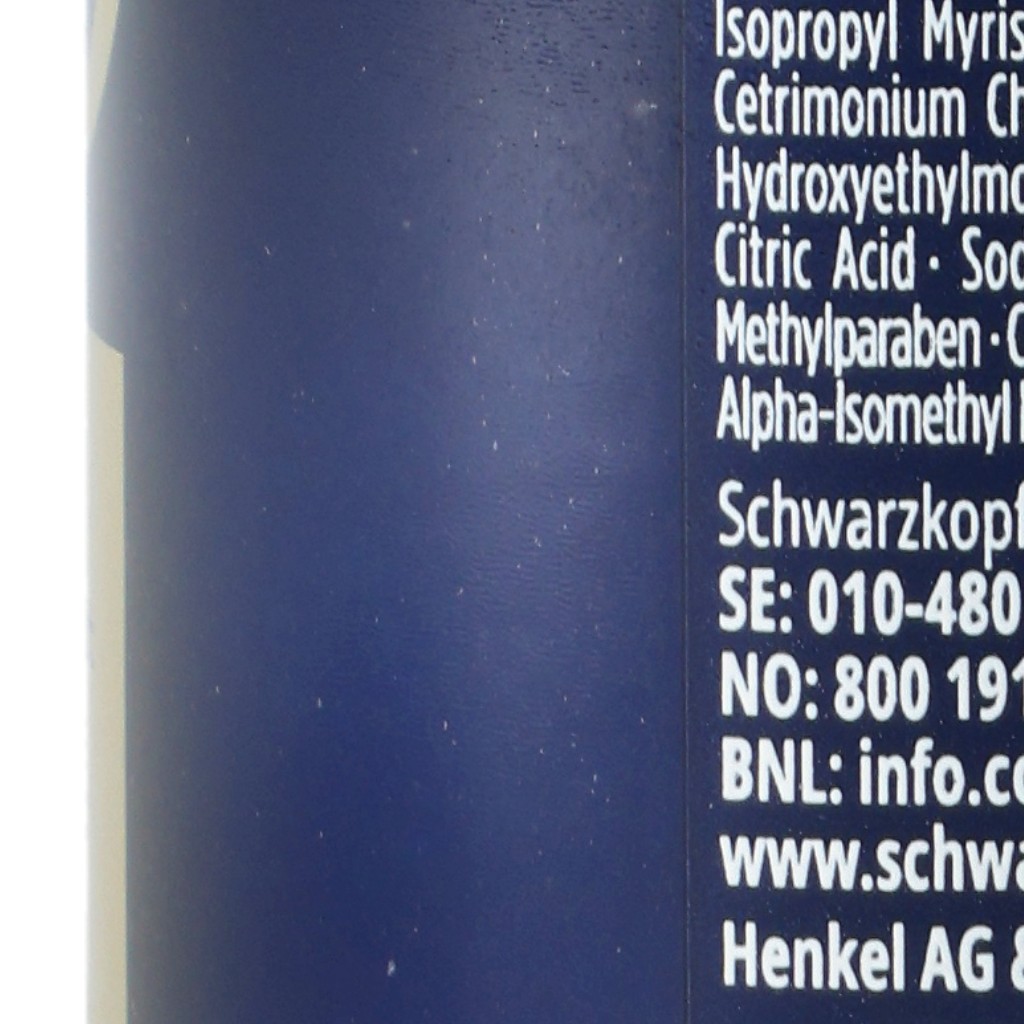 Isopropyl Myris
Cetrimonium Ch
Hydroxyethylmo
Citric Acid · Sod
Methylparaben · C
Alpha-Isomethyl
Schwarzkopf
SE: 010-480
NO: 800 191
BNL: info.co
www.schwa
Henkel AG &